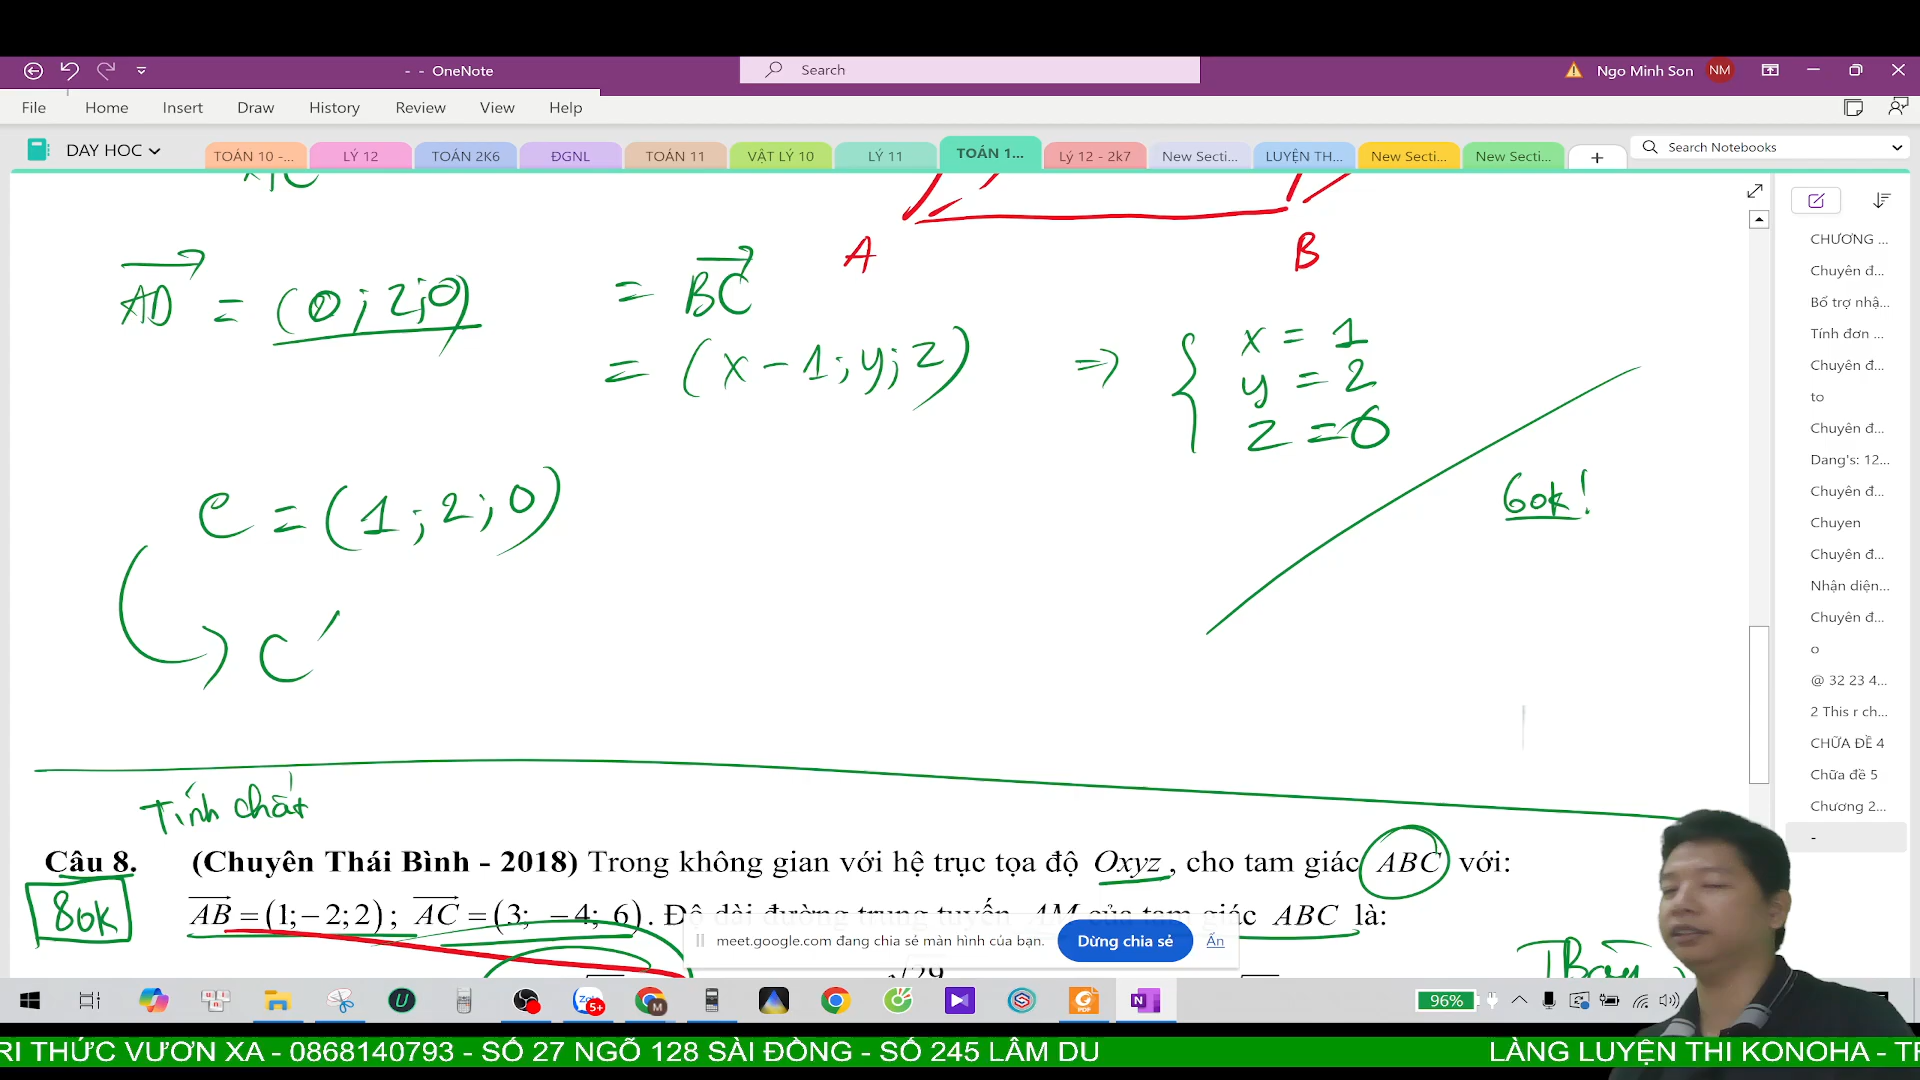 - - OneNote
Search
Ngo Minh Son NM
File Home Insert Draw History Review View Help
DAY HOC TOÁN 10 -... LÝ 12 TOÁN 2K6 ĐGNL TOÁN 11 VẬT LÝ 10 LÝ 11 TOÁN 1... Lý 12 - 2k7 New Secti... LUYỆN TH... New Secti... New Secti... + Search Notebooks
A B
AD = (0; 2; 0) = BC
= (x - 1; y; z) => { x = 1
y = 2
z = 0
60k!
C = (1; 2; 0)
C'
Tính chất
Câu 8. (Chuyên Thái Bình - 2018) Trong không gian với hệ trục tọa độ Oxyz , cho tam giác ABC với:
80k
AB = (1; -2; 2) ; AC = (3; -4; 6) . Độ dài đường trung tuyến AM của tam giác ABC là:
meet.google.com đang chia sẻ màn hình của bạn. Dừng chia sẻ Ẩn
√29
CHƯƠNG ...
Chuyên đ...
Bổ trợ nhậ...
Tính đơn ...
Chuyên đ...
to
Chuyên đ...
Dang's: 12...
Chuyên đ...
Chuyen
Chuyên đ...
Nhận diện...
Chuyên đ...
o
@ 32 23 4...
2 This r ch...
CHỮA ĐỀ 4
Chữa đề 5
Chương 2...
-
96%
RI THỨC VƯƠN XA - 0868140793 - SỐ 27 NGÕ 128 SÀI ĐỒNG - SỐ 245 LÂM DU
LÀNG LUYỆN THI KONOHA - TR